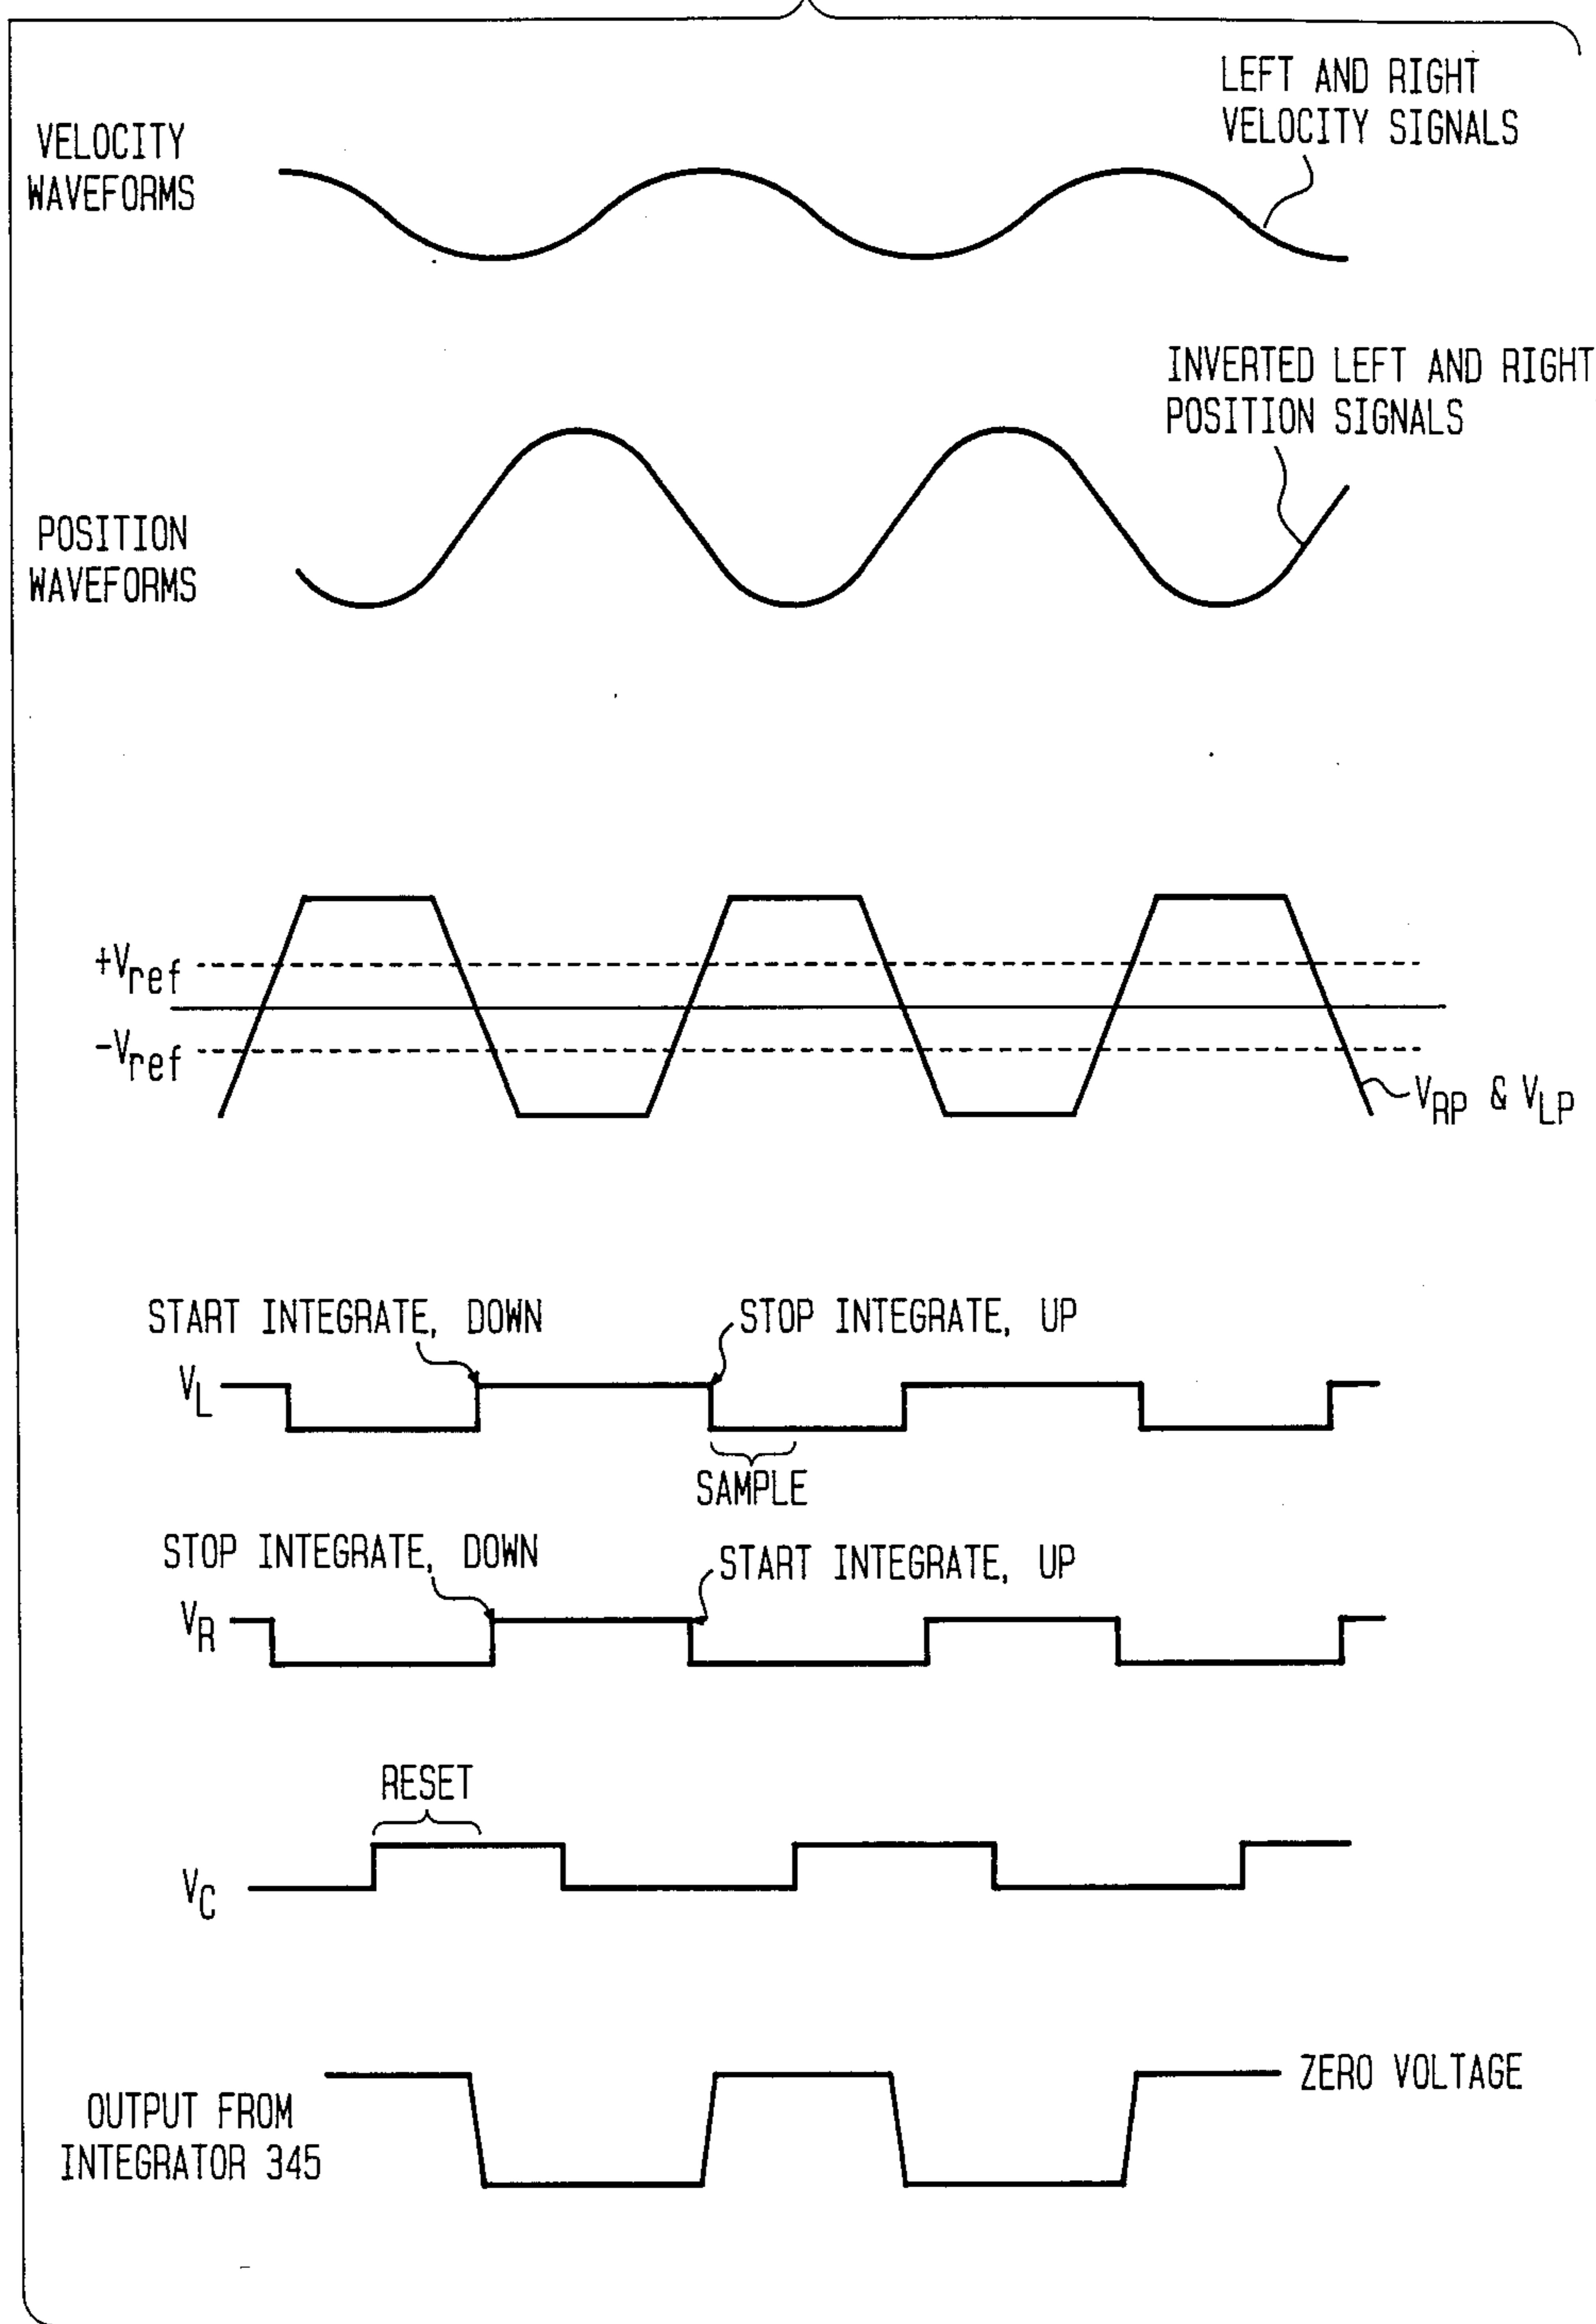 LEFT AND RIGHT
VELOCITY SIGNALS
VELOCITY
WAVEFORMS
INVERTED LEFT AND RIGHT
POSITION SIGNALS
POSITION
WAVEFORMS
+Vref
-Vref
VRP & VLP
START INTEGRATE, DOWN
STOP INTEGRATE, UP
VL
SAMPLE
STOP INTEGRATE, DOWN
START INTEGRATE, UP
VR
RESET
VC
ZERO VOLTAGE
OUTPUT FROM
INTEGRATOR 345